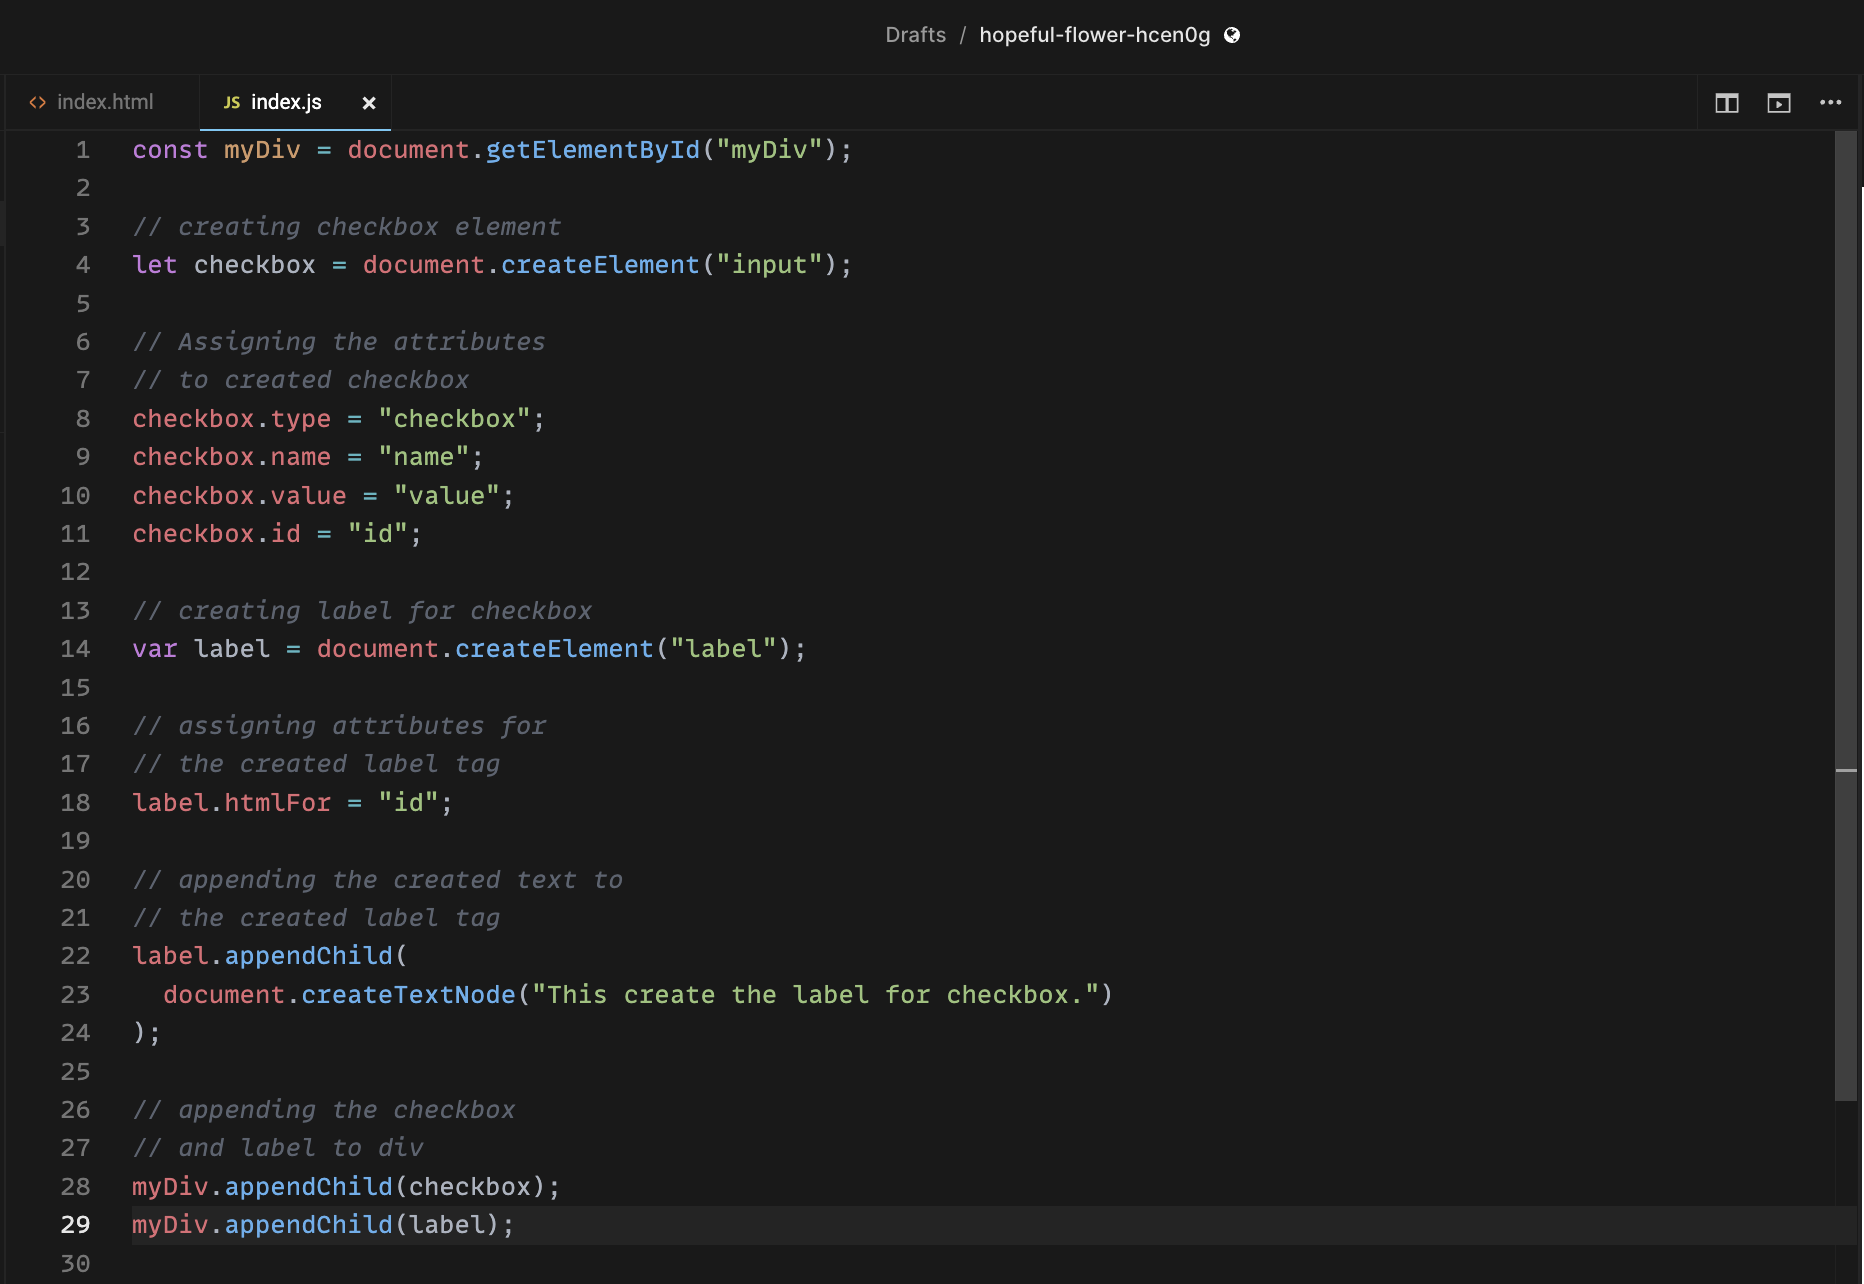 Drafts / hopeful-flower-hcen0g
<> index.html JS index.js ×
1 const myDiv = document.getElementById("myDiv");
2
3 // creating checkbox element
4 let checkbox = document.createElement("input");
5
6 // Assigning the attributes
7 // to created checkbox
8 checkbox.type = "checkbox";
9 checkbox.name = "name";
10 checkbox.value = "value";
11 checkbox.id = "id";
12
13 // creating label for checkbox
14 var label = document.createElement("label");
15
16 // assigning attributes for
17 // the created label tag
18 label.htmlFor = "id";
19
20 // appending the created text to
21 // the created label tag
22 label.appendChild(
23   document.createTextNode("This create the label for checkbox.")
24 );
25
26 // appending the checkbox
27 // and label to div
28 myDiv.appendChild(checkbox);
29 myDiv.appendChild(label);
30